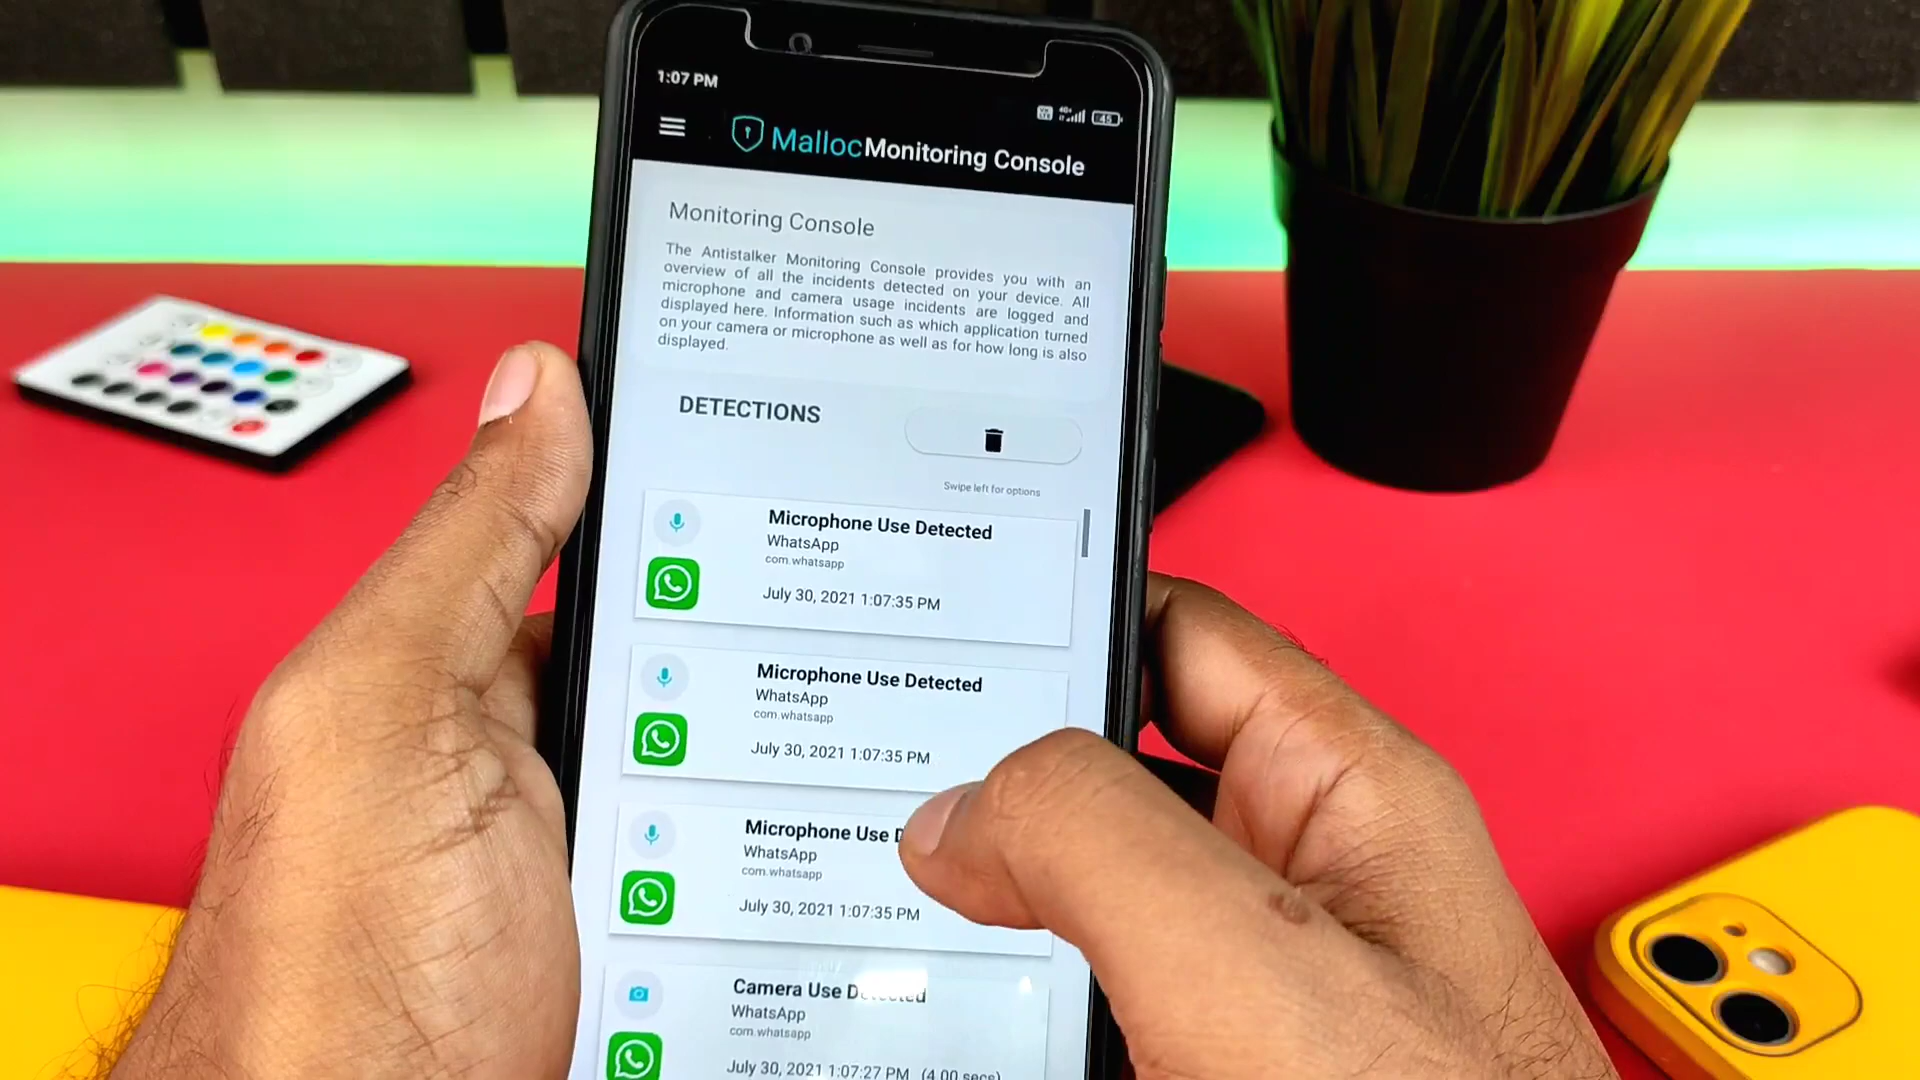 1:07 PM
45
Malloc Monitoring Console
Monitoring Console
The Antistalker Monitoring Console provides you with an
overview of all the incidents detected on your device. All
microphone and camera usage incidents are logged and
displayed here. Information such as which application turned
on your camera or microphone as well as for how long is also
displayed.
DETECTIONS
Swipe left for options
Microphone Use Detected
WhatsApp
com.whatsapp
July 30, 2021 1:07:35 PM
Microphone Use Detected
WhatsApp
com.whatsapp
July 30, 2021 1:07:35 PM
Microphone Use
WhatsApp
com.whatsapp
July 30, 2021 1:07:35 PM
Camera Use Detected
WhatsApp
com.whatsapp
July 30, 2021 1:07:27 PM (4.00 secs)